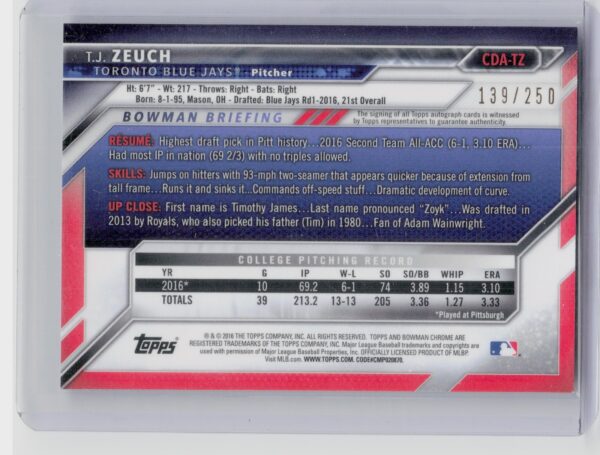 T.J. ZEUCH
CDA-TZ
TORONTO BLUE JAYS® Pitcher
139/250
Ht: 6'7" • Wt: 217 • Throws: Right • Bats: Right
Born: 8-1-95, Mason, OH • Drafted: Blue Jays Rd1-2016, 21st Overall
BOWMAN BRIEFING
The signing of all Topps autograph cards is witnessed
by Topps representatives to guarantee authenticity.
RÉSUMÉ: Highest draft pick in Pitt history...2016 Second Team All-ACC (6-1, 3.10 ERA)...
Had most IP in nation (69 2/3) with no triples allowed.
SKILLS: Jumps on hitters with 93-mph two-seamer that appears quicker because of extension from
tall frame...Runs it and sinks it...Commands off-speed stuff...Dramatic development of curve.
UP CLOSE: First name is Timothy James...Last name pronounced "Zoyk"...Was drafted in
2013 by Royals, who also picked his father (Tim) in 1980...Fan of Adam Wainwright.
COLLEGE PITCHING RECORD
YR G IP W-L SO SO/BB WHIP ERA
2016* 10 69.2 6-1 74 3.89 1.15 3.10
TOTALS 39 213.2 13-13 205 3.36 1.27 3.33
*Played at Pittsburgh
Topps
® & © 2016 THE TOPPS COMPANY, INC. ALL RIGHTS RESERVED. TOPPS AND BOWMAN CHROME ARE
REGISTERED TRADEMARKS OF THE TOPPS COMPANY, INC. Major League Baseball trademarks and copyrights are
used with permission of Major League Baseball Properties, Inc. OFFICIALLY LICENSED PRODUCT OF MLBP.
Visit MLB.com. WWW.TOPPS.COM. CODE#CMP020870.